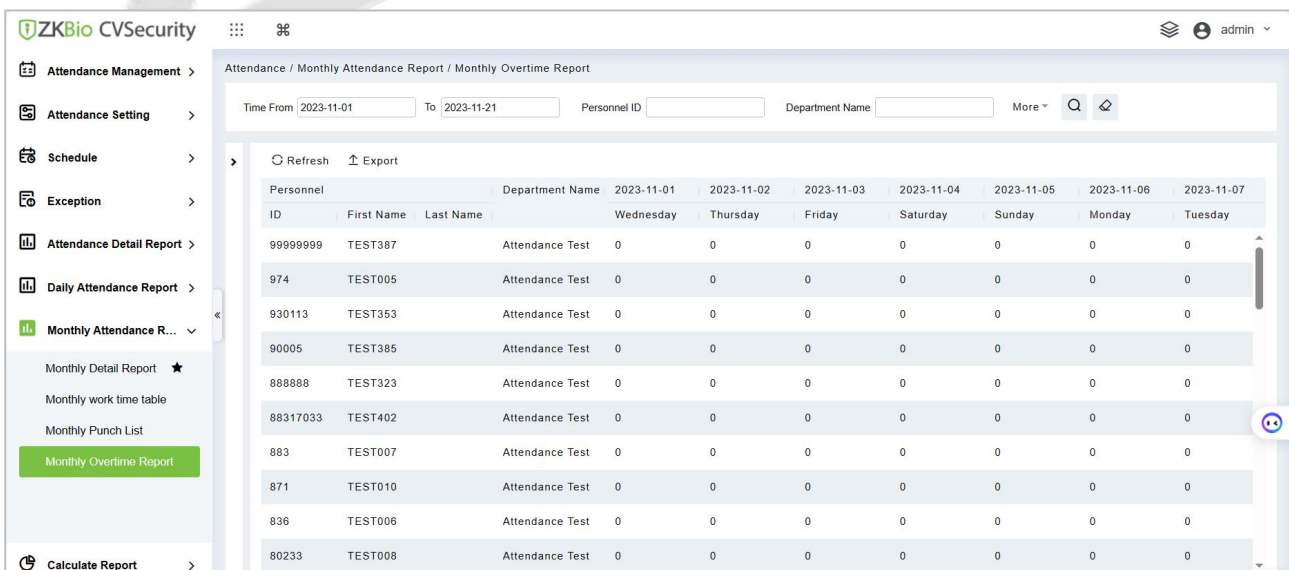 ZKBio CVSecurity
admin
Attendance Management
Attendance Setting
Schedule
Exception
Attendance Detail Report
Daily Attendance Report
Monthly Attendance R...
Monthly Detail Report
Monthly work time table
Monthly Punch List
Monthly Overtime Report
Calculate Report
Attendance / Monthly Attendance Report / Monthly Overtime Report
Time From 2023-11-01 To 2023-11-21 Personnel ID Department Name More
Refresh Export
Personnel Department Name 2023-11-01 2023-11-02 2023-11-03 2023-11-04 2023-11-05 2023-11-06 2023-11-07
ID First Name Last Name Wednesday Thursday Friday Saturday Sunday Monday Tuesday
99999999 TEST387 Attendance Test 0 0 0 0 0 0 0
974 TEST005 Attendance Test 0 0 0 0 0 0 0
930113 TEST353 Attendance Test 0 0 0 0 0 0 0
90005 TEST385 Attendance Test 0 0 0 0 0 0 0
888888 TEST323 Attendance Test 0 0 0 0 0 0 0
88317033 TEST402 Attendance Test 0 0 0 0 0 0 0
883 TEST007 Attendance Test 0 0 0 0 0 0 0
871 TEST010 Attendance Test 0 0 0 0 0 0 0
836 TEST006 Attendance Test 0 0 0 0 0 0 0
80233 TEST008 Attendance Test 0 0 0 0 0 0 0